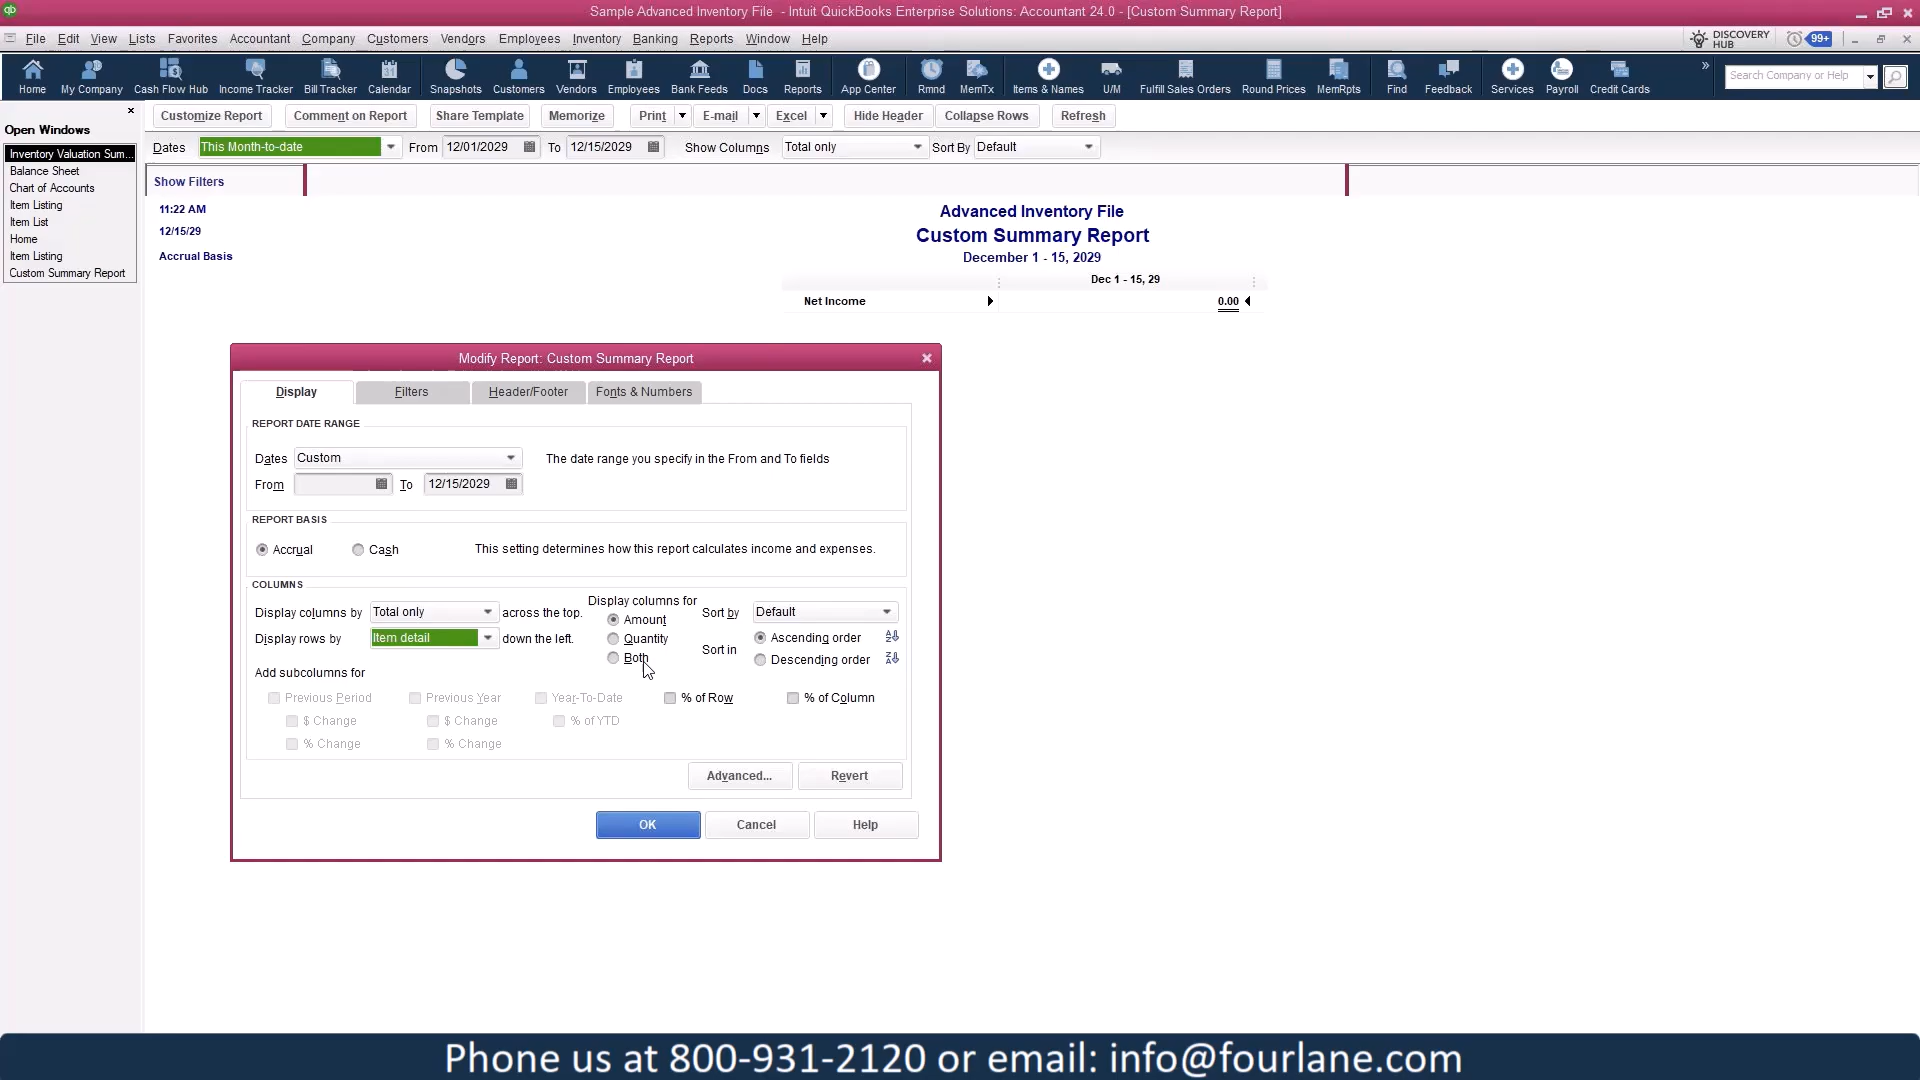 Sample Advanced Inventory File - Intuit QuickBooks Enterprise Solutions: Accountant 24.0 - [Custom Summary Report]
File Edit View Lists Favorites Accountant Company Customers Vendors Employees Inventory Banking Reports Window Help
DISCOVERY HUB 99+
Home My Company Cash Flow Hub Income Tracker Bill Tracker Calendar Snapshots Customers Vendors Employees Bank Feeds Docs Reports App Center Rmnd MemTx Items & Names U/M Fulfill Sales Orders Round Prices MemRpts Find Feedback Services Payroll Credit Cards
Search Company or Help
Customize Report Comment on Report Share Template Memorize Print E-mail Excel Hide Header Collapse Rows Refresh
Dates This Month-to-date From 12/01/2029 To 12/15/2029 Show Columns Total only Sort By Default
Show Filters
Open Windows
Inventory Valuation Sum...
Balance Sheet
Chart of Accounts
Item Listing
Item List
Home
Item Listing
Custom Summary Report
11:22 AM
12/15/29
Accrual Basis
Advanced Inventory File
Custom Summary Report
December 1 - 15, 2029
Dec 1 - 15, 29
Net Income 0.00
Modify Report: Custom Summary Report
Display Filters Header/Footer Fonts & Numbers
REPORT DATE RANGE
Dates Custom The date range you specify in the From and To fields
From To 12/15/2029
REPORT BASIS
Accrual Cash This setting determines how this report calculates income and expenses.
COLUMNS
Display columns by Total only across the top.
Display rows by Item detail down the left.
Display columns for
Amount
Quantity
Both
Sort by Default
Sort in Ascending order
Descending order
Add subcolumns for
Previous Period Previous Year Year-To-Date % of Row % of Column
$ Change $ Change % of YTD
% Change % Change
Advanced... Revert
OK Cancel Help
Phone us at 800-931-2120 or email: info@fourlane.com